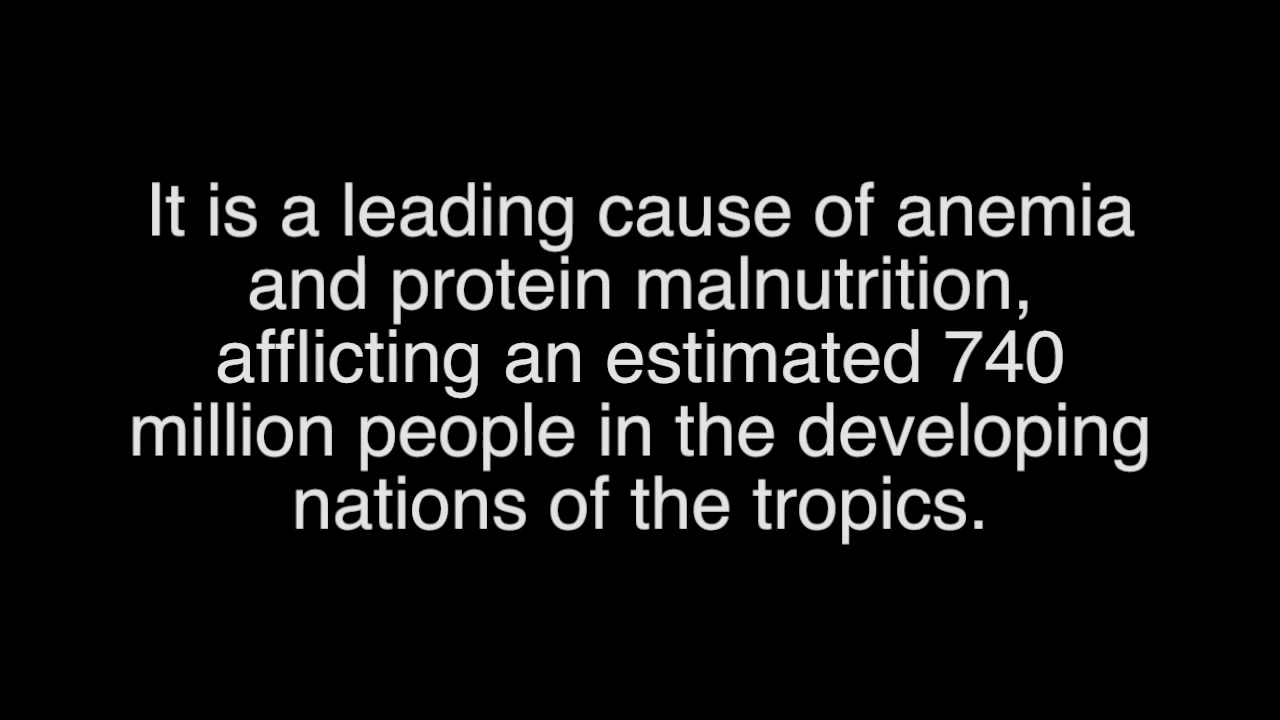 It is a leading cause of anemia
and protein malnutrition,
afflicting an estimated 740
million people in the developing
nations of the tropics.